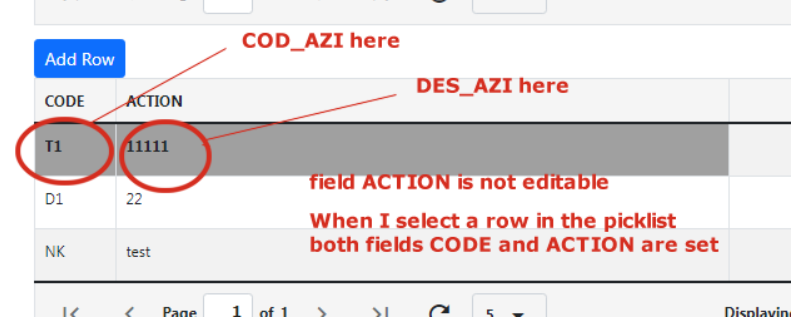 COD_AZI here
Add Row
DES_AZI here
CODE ACTION
T1 11111
field ACTION is not editable
D1 22
When I select a row in the picklist
both fields CODE and ACTION are set
NK test
Page 1 of 1 5 Displaying